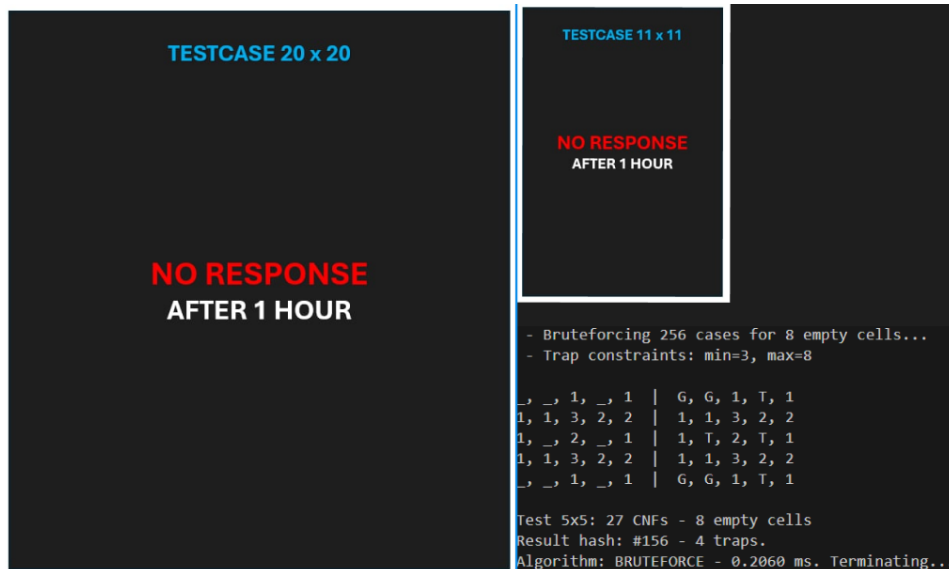 TESTCASE 20 x 20
NO RESPONSE
AFTER 1 HOUR
TESTCASE 11 x 11
NO RESPONSE
AFTER 1 HOUR
- Bruteforcing 256 cases for 8 empty cells...
- Trap constraints: min=3, max=8
_, _, 1, _, 1 | G, G, 1, T, 1
1, 1, 3, 2, 2 | 1, 1, 3, 2, 2
1, _, 2, _, 1 | 1, T, 2, T, 1
1, 1, 3, 2, 2 | 1, 1, 3, 2, 2
_, _, 1, _, 1 | G, G, 1, T, 1
Test 5x5: 27 CNFs - 8 empty cells
Result hash: #156 - 4 traps.
Algorithm: BRUTEFORCE - 0.2060 ms. Terminating..